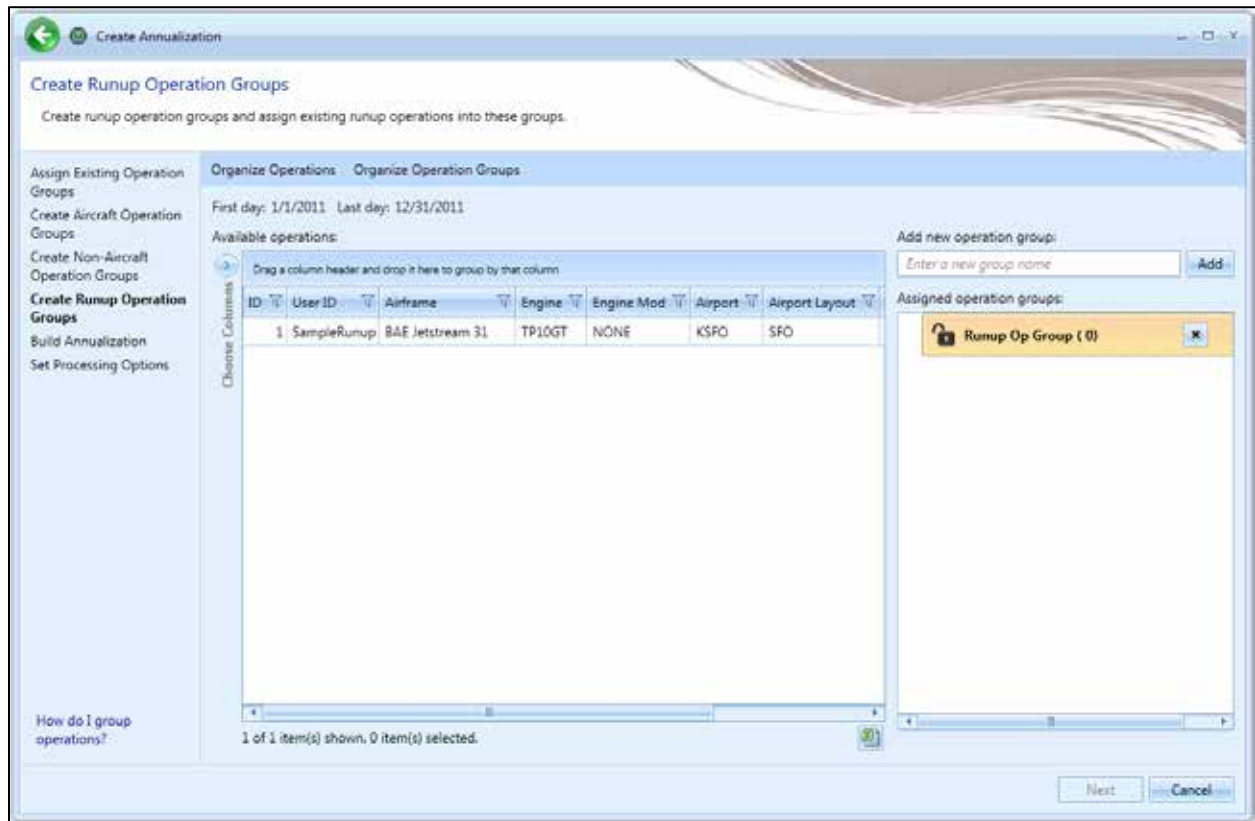 Create Annualization
Create Runup Operation Groups
Create runup operation groups and assign existing runup operations into these groups.
Assign Existing Operation
Groups
Create Aircraft Operation
Groups
Create Non-Aircraft
Operation Groups
Create Runup Operation
Groups
Build Annualization
Set Processing Options
How do I group
operations?
Organize Operations Organize Operation Groups
First day: 1/1/2011 Last day: 12/31/2011
Available operations:
Choose Columns
Drag a column header and drop it here to group by that column
ID User ID Airframe Engine Engine Mod Airport Airport Layout
1 SampleRunup BAE Jetstream 31 TP10GT NONE KSFO SFO
1 of 1 item(s) shown. 0 item(s) selected.
Add new operation group:
Enter a new group name Add
Assigned operation groups:
Runup Op Group ( 0)
Next Cancel